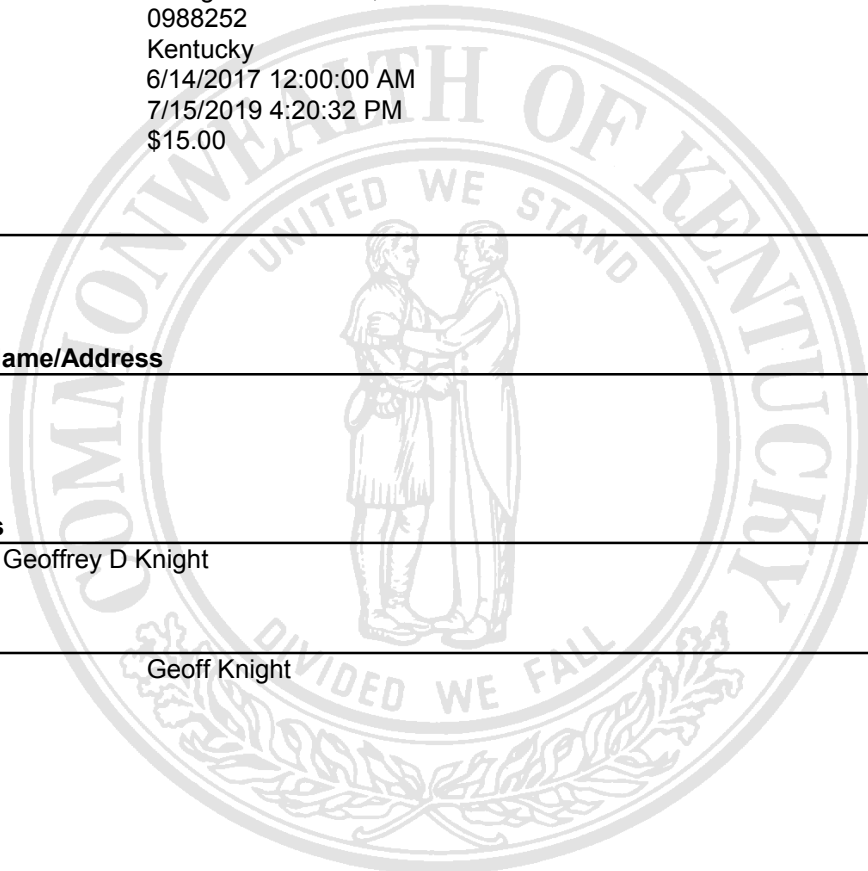 0988252
Kentucky
6/14/2017 12:00:00 AM
7/15/2019 4:20:32 PM
$15.00
COMMONWEALTH OF KENTUCKY
UNITED WE STAND
ame/Address
s
Geoffrey D Knight
Geoff Knight
DIVIDED WE FALL